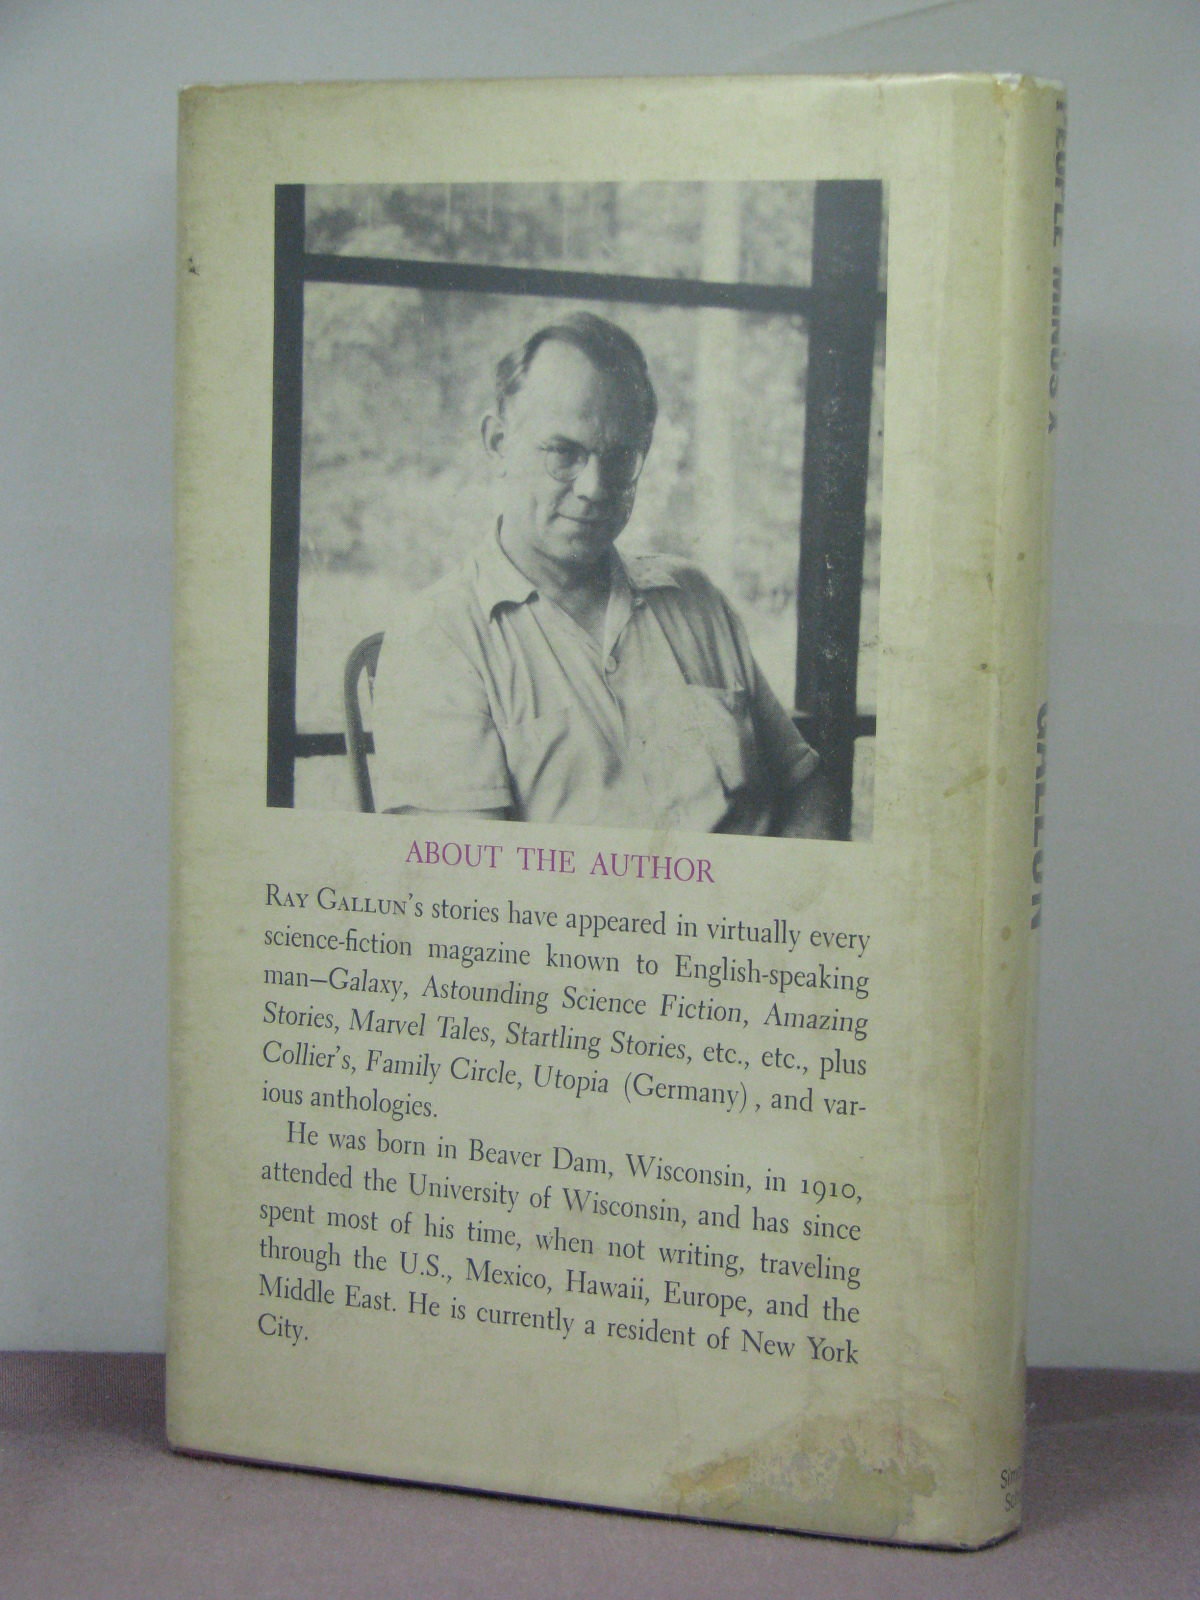 ABOUT THE AUTHOR
RAY GALLUN's stories have appeared in virtually every
science-fiction magazine known to English-speaking
man—Galaxy, Astounding Science Fiction, Amazing
Stories, Marvel Tales, Startling Stories, etc., etc., plus
Collier's, Family Circle, Utopia (Germany), and var-
ious anthologies.
He was born in Beaver Dam, Wisconsin, in 1910,
attended the University of Wisconsin, and has since
spent most of his time, when not writing, traveling
through the U.S., Mexico, Hawaii, Europe, and the
Middle East. He is currently a resident of New York
City.
PEOPLE MINUS X
GALLUN